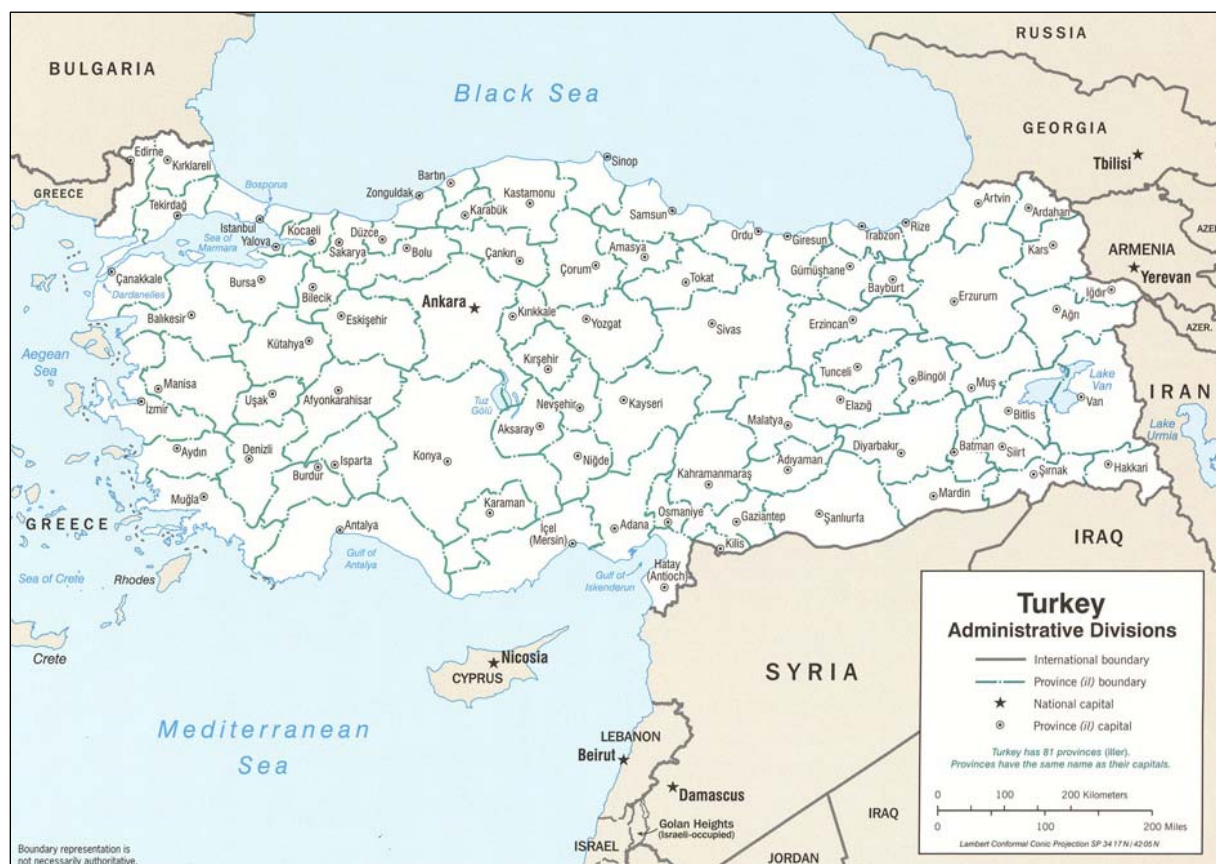 RUSSIA
BULGARIA
Black Sea
GEORGIA
Tbilisi
Edirne
Kırklareli
Sinop
GREECE
Bosporus
Bartın
Zonguldak
Kastamonu
Karabük
Artvin
Ardahan
Tekirdağ
Samsun
Rize
Istanbul
Kocaeli
Düzce
Ordu
Giresun
Trabzon
Sea of
Marmara
Yalova
Sakarya
Bolu
Amasya
Kars
ARMENIA
AZER.
Çankırı
Çorum
Gümüşhane
Yerevan
Çanakkale
Dardanelles
Bursa
Bilecik
Tokat
Bayburt
Iğdır
Ankara
Erzurum
Balıkesir
Eskişehir
Kırıkkale
Yozgat
Sivas
Erzincan
Ağrı
AZER.
Kütahya
Aegean
Sea
Kırşehir
Tunceli
Bingöl
Muş
Lake
Van
IRAN
Manisa
İzmir
Uşak
Afyonkarahisar
Tuz
Gölü
Nevşehir
Kayseri
Elazığ
Van
Bitlis
Aksaray
Malatya
Lake
Urmia
Aydın
Denizli
Diyarbakır
Batman
Siirt
Burdur
Isparta
Konya
Niğde
Adıyaman
Şırnak
Hakkari
Kahramanmaraş
Muğla
Mardin
GREECE
Karaman
Osmaniye
Gaziantep
Şanlıurfa
Antalya
İçel
(Mersin)
Adana
Kilis
IRAQ
Gulf of
Antalya
Hatay
(Antioch)
Sea of Crete
Rhodes
Gulf of
Iskenderun
Crete
Nicosia
CYPRUS
SYRIA
Mediterranean
Sea
LEBANON
Beirut
Damascus
Golan Heights
(Israeli-occupied)
ISRAEL
JORDAN
IRAQ
Turkey
Administrative Divisions
International boundary
Province (il) boundary
National capital
Province (il) capital
Turkey has 81 provinces (iller).
Provinces have the same name as their capitals.
0 100 200 Kilometers
0 100 200 Miles
Lambert Conformal Conic Projection SP 34 17 N / 42 05 N
Boundary representation is
not necessarily authoritative.